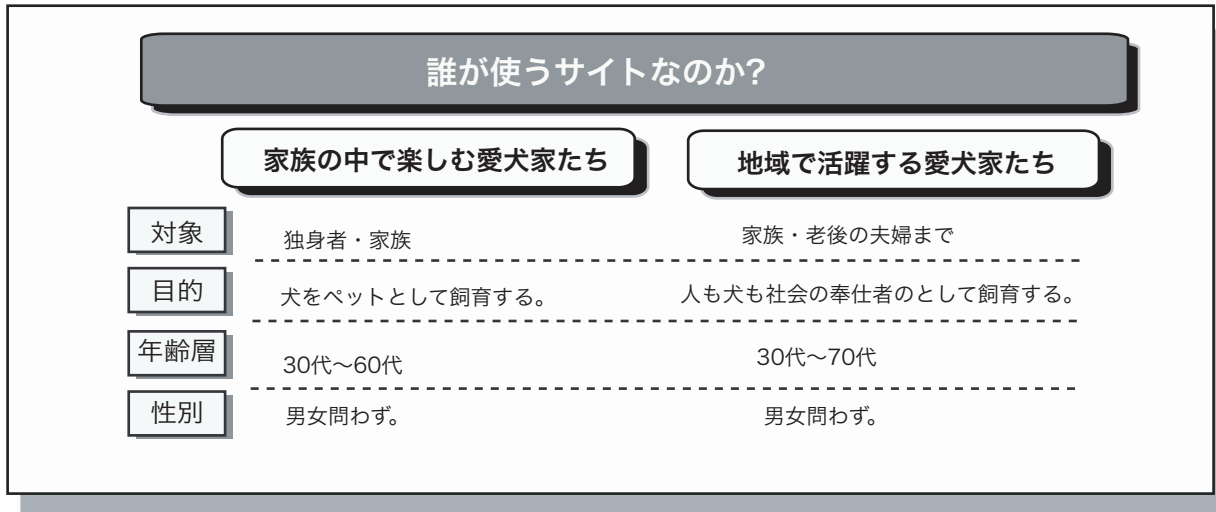 誰が使うサイトなのか?
家族の中で楽しむ愛犬家たち
地域で活躍する愛犬家たち
対象
独身者・家族
家族・老後の夫婦まで
目的
犬をペットとして飼育する。
人も犬も社会の奉仕者のとして飼育する。
年齢層
30代〜60代
30代〜70代
性別
男女問わず。
男女問わず。